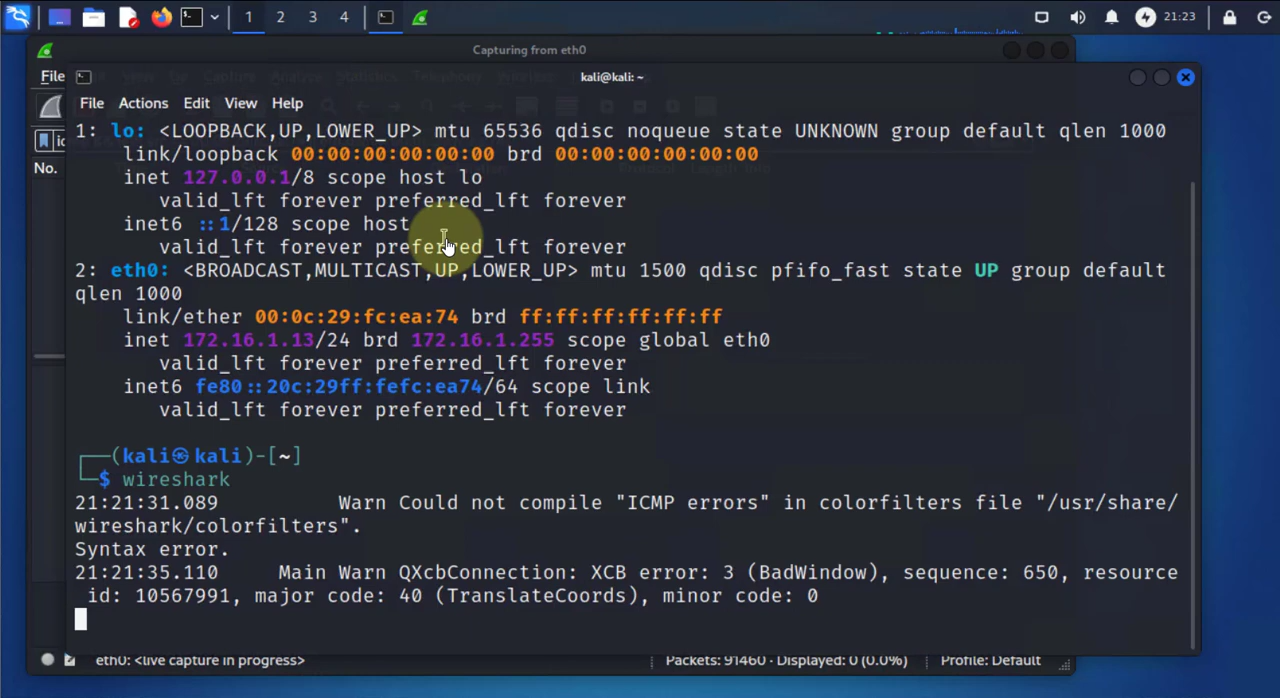 1 2 3 4 21:23
Capturing from eth0
File
kali@kali: ~
File Actions Edit View Help
No.
1: lo: <LOOPBACK,UP,LOWER_UP> mtu 65536 qdisc noqueue state UNKNOWN group default qlen 1000
link/loopback 00:00:00:00:00:00 brd 00:00:00:00:00:00
inet 127.0.0.1/8 scope host lo
valid_lft forever preferred_lft forever
inet6 ::1/128 scope host
valid_lft forever preferred_lft forever
2: eth0: <BROADCAST,MULTICAST,UP,LOWER_UP> mtu 1500 qdisc pfifo_fast state UP group default
qlen 1000
link/ether 00:0c:29:fc:ea:74 brd ff:ff:ff:ff:ff:ff
inet 172.16.1.13/24 brd 172.16.1.255 scope global eth0
valid_lft forever preferred_lft forever
inet6 fe80::20c:29ff:fefc:ea74/64 scope link
valid_lft forever preferred_lft forever
┌──(kali㉿kali)-[~]
└─$ wireshark
21:21:31.089 Warn Could not compile "ICMP errors" in colorfilters file "/usr/share/
wireshark/colorfilters".
Syntax error.
21:21:35.110 Main Warn QXcbConnection: XCB error: 3 (BadWindow), sequence: 650, resource
id: 10567991, major code: 40 (TranslateCoords), minor code: 0
eth0: <live capture in progress> Packets: 91460 · Displayed: 0 (0.0%) Profile: Default